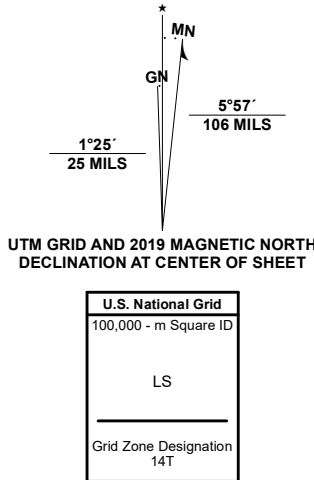 ★
MN
GN
5°57´
106 MILS
1°25´
25 MILS
UTM GRID AND 2019 MAGNETIC NORTH
DECLINATION AT CENTER OF SHEET
U.S. National Grid
100,000 - m Square ID
LS
Grid Zone Designation
14T